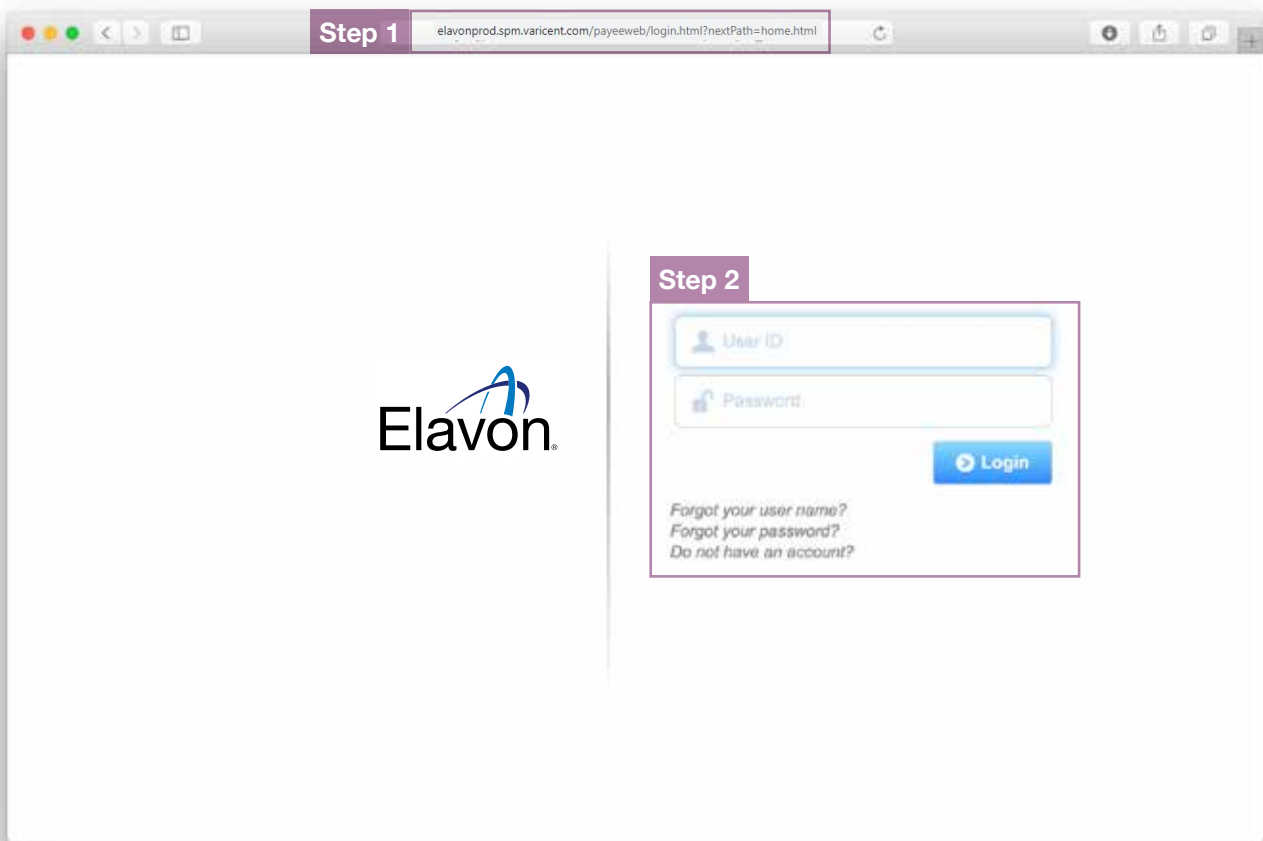 Step 1
elavonprod.spm.varicent.com/payeeweb/login.html?nextPath=home.html
Step 2
User ID
Password
Elavon®
Login
Forgot your user name?
Forgot your password?
Do not have an account?